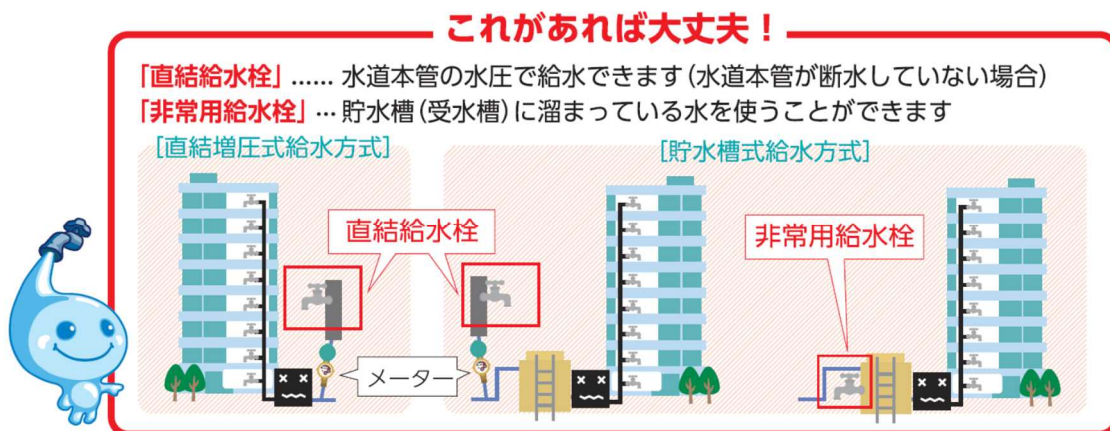 これがあれば大丈夫！
「直結給水栓」…… 水道本管の水圧で給水できます（水道本管が断水していない場合）
「非常用給水栓」… 貯水槽（受水槽）に溜まっている水を使うことができます
［直結増圧式給水方式］
［貯水槽式給水方式］
直結給水栓
非常用給水栓
メーター